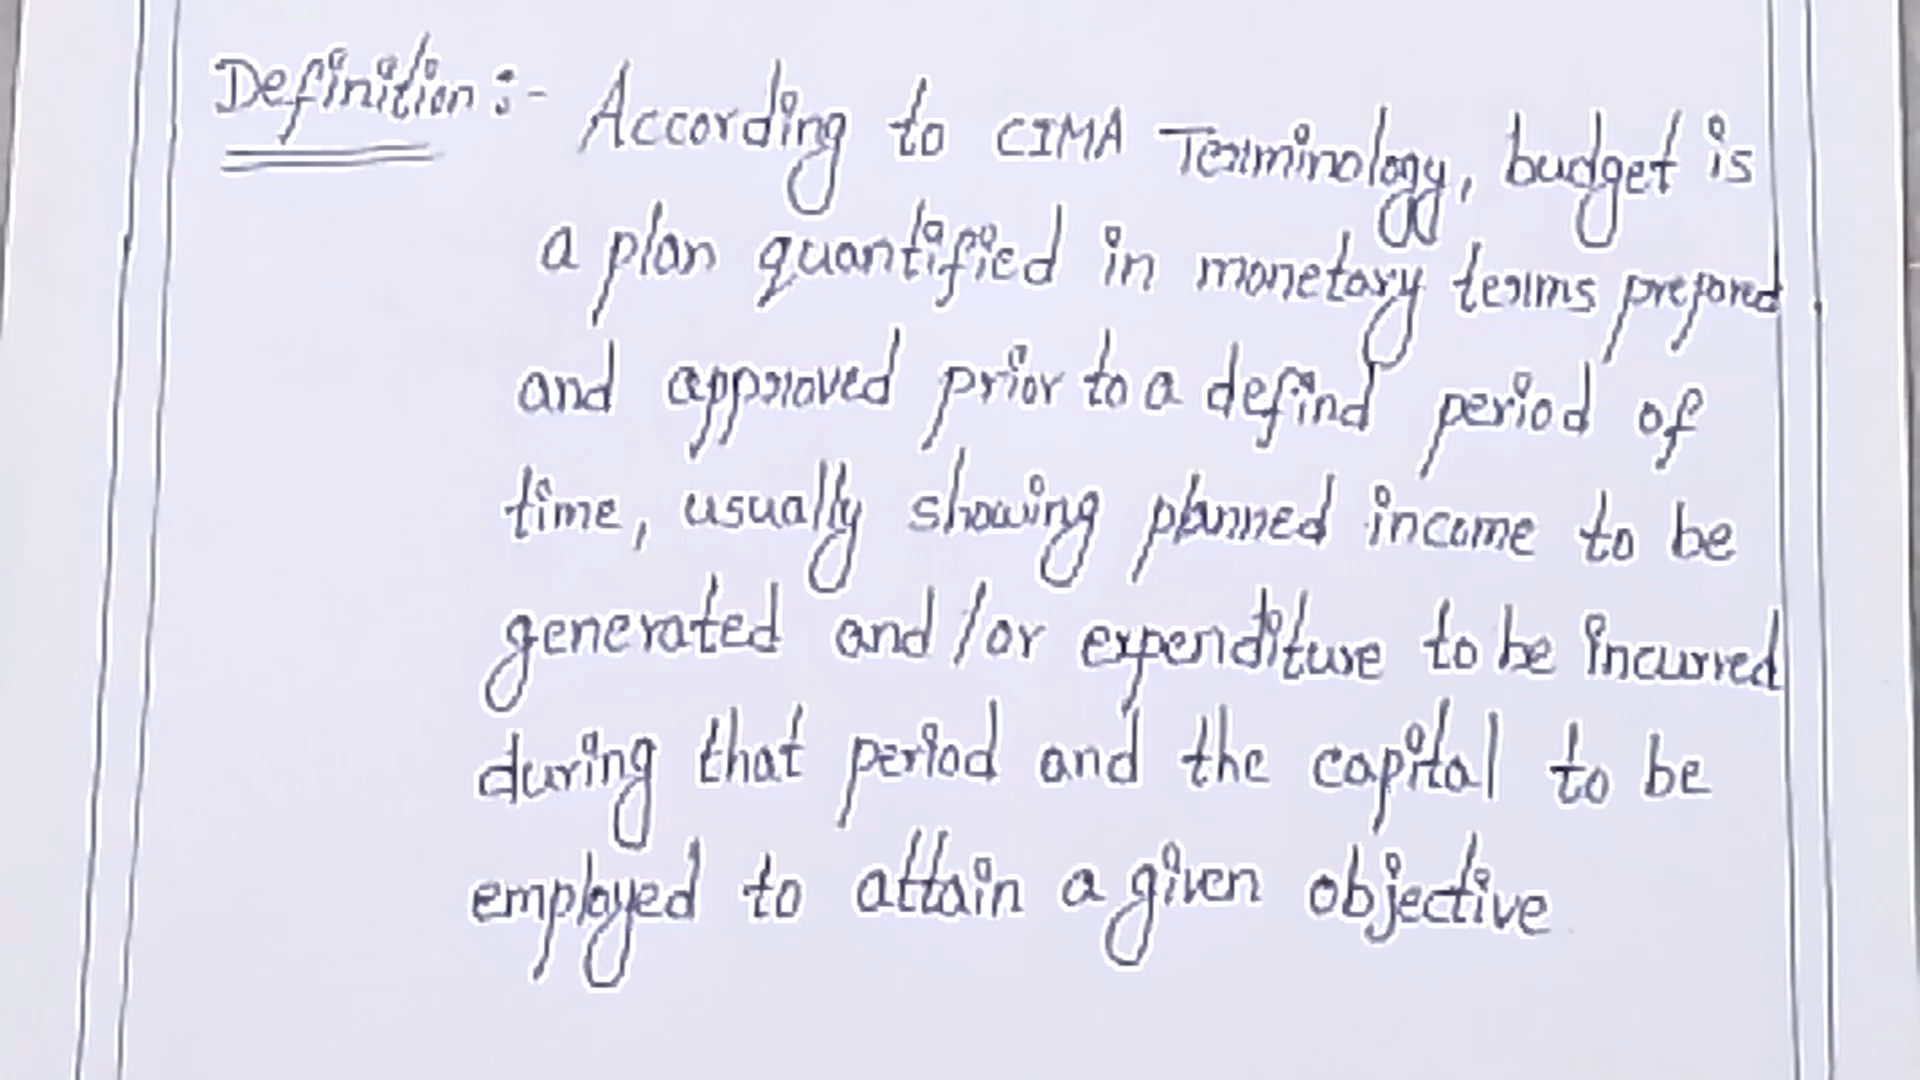 Definition :- According to CIMA Terminology, budget is
a plan quantified in monetary terms prepared
and approved prior to a defind period of
time, usually showing planned income to be
generated and/or expenditure to be incurred
during that period and the capital to be
employed to attain a given objective